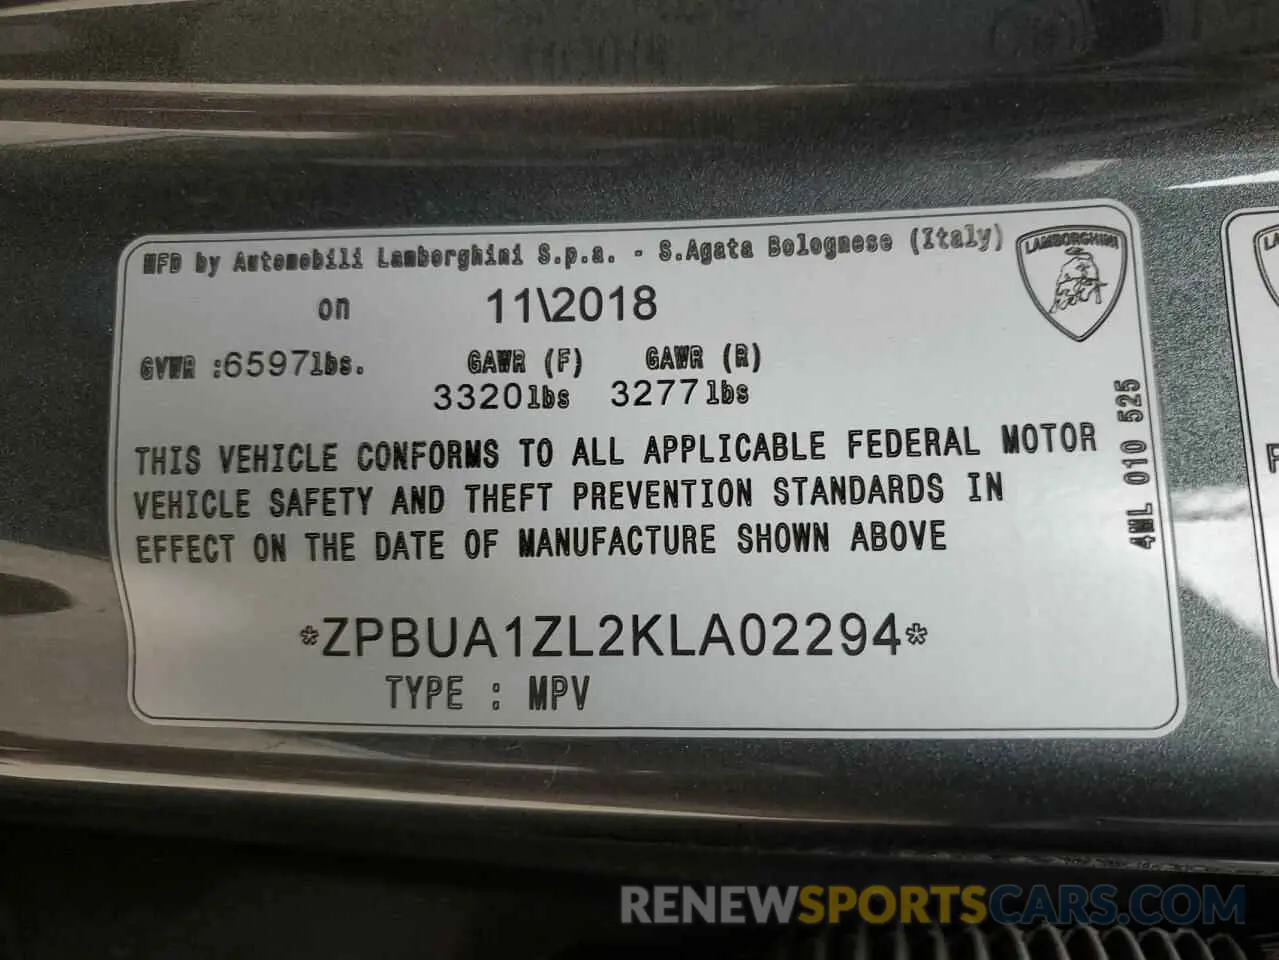 MFD by Automobili Lamborghini S.p.a. - S.Agata Bolognese (Italy)
LAMBORGHINI
on 11\2018
GVWR :6597lbs. GAWR (F) GAWR (R)
3320lbs 3277lbs
THIS VEHICLE CONFORMS TO ALL APPLICABLE FEDERAL MOTOR
VEHICLE SAFETY AND THEFT PREVENTION STANDARDS IN
EFFECT ON THE DATE OF MANUFACTURE SHOWN ABOVE
4ML 010 525
*ZPBUA1ZL2KLA02294*
TYPE : MPV
RENEWSPORTSCARS.COM